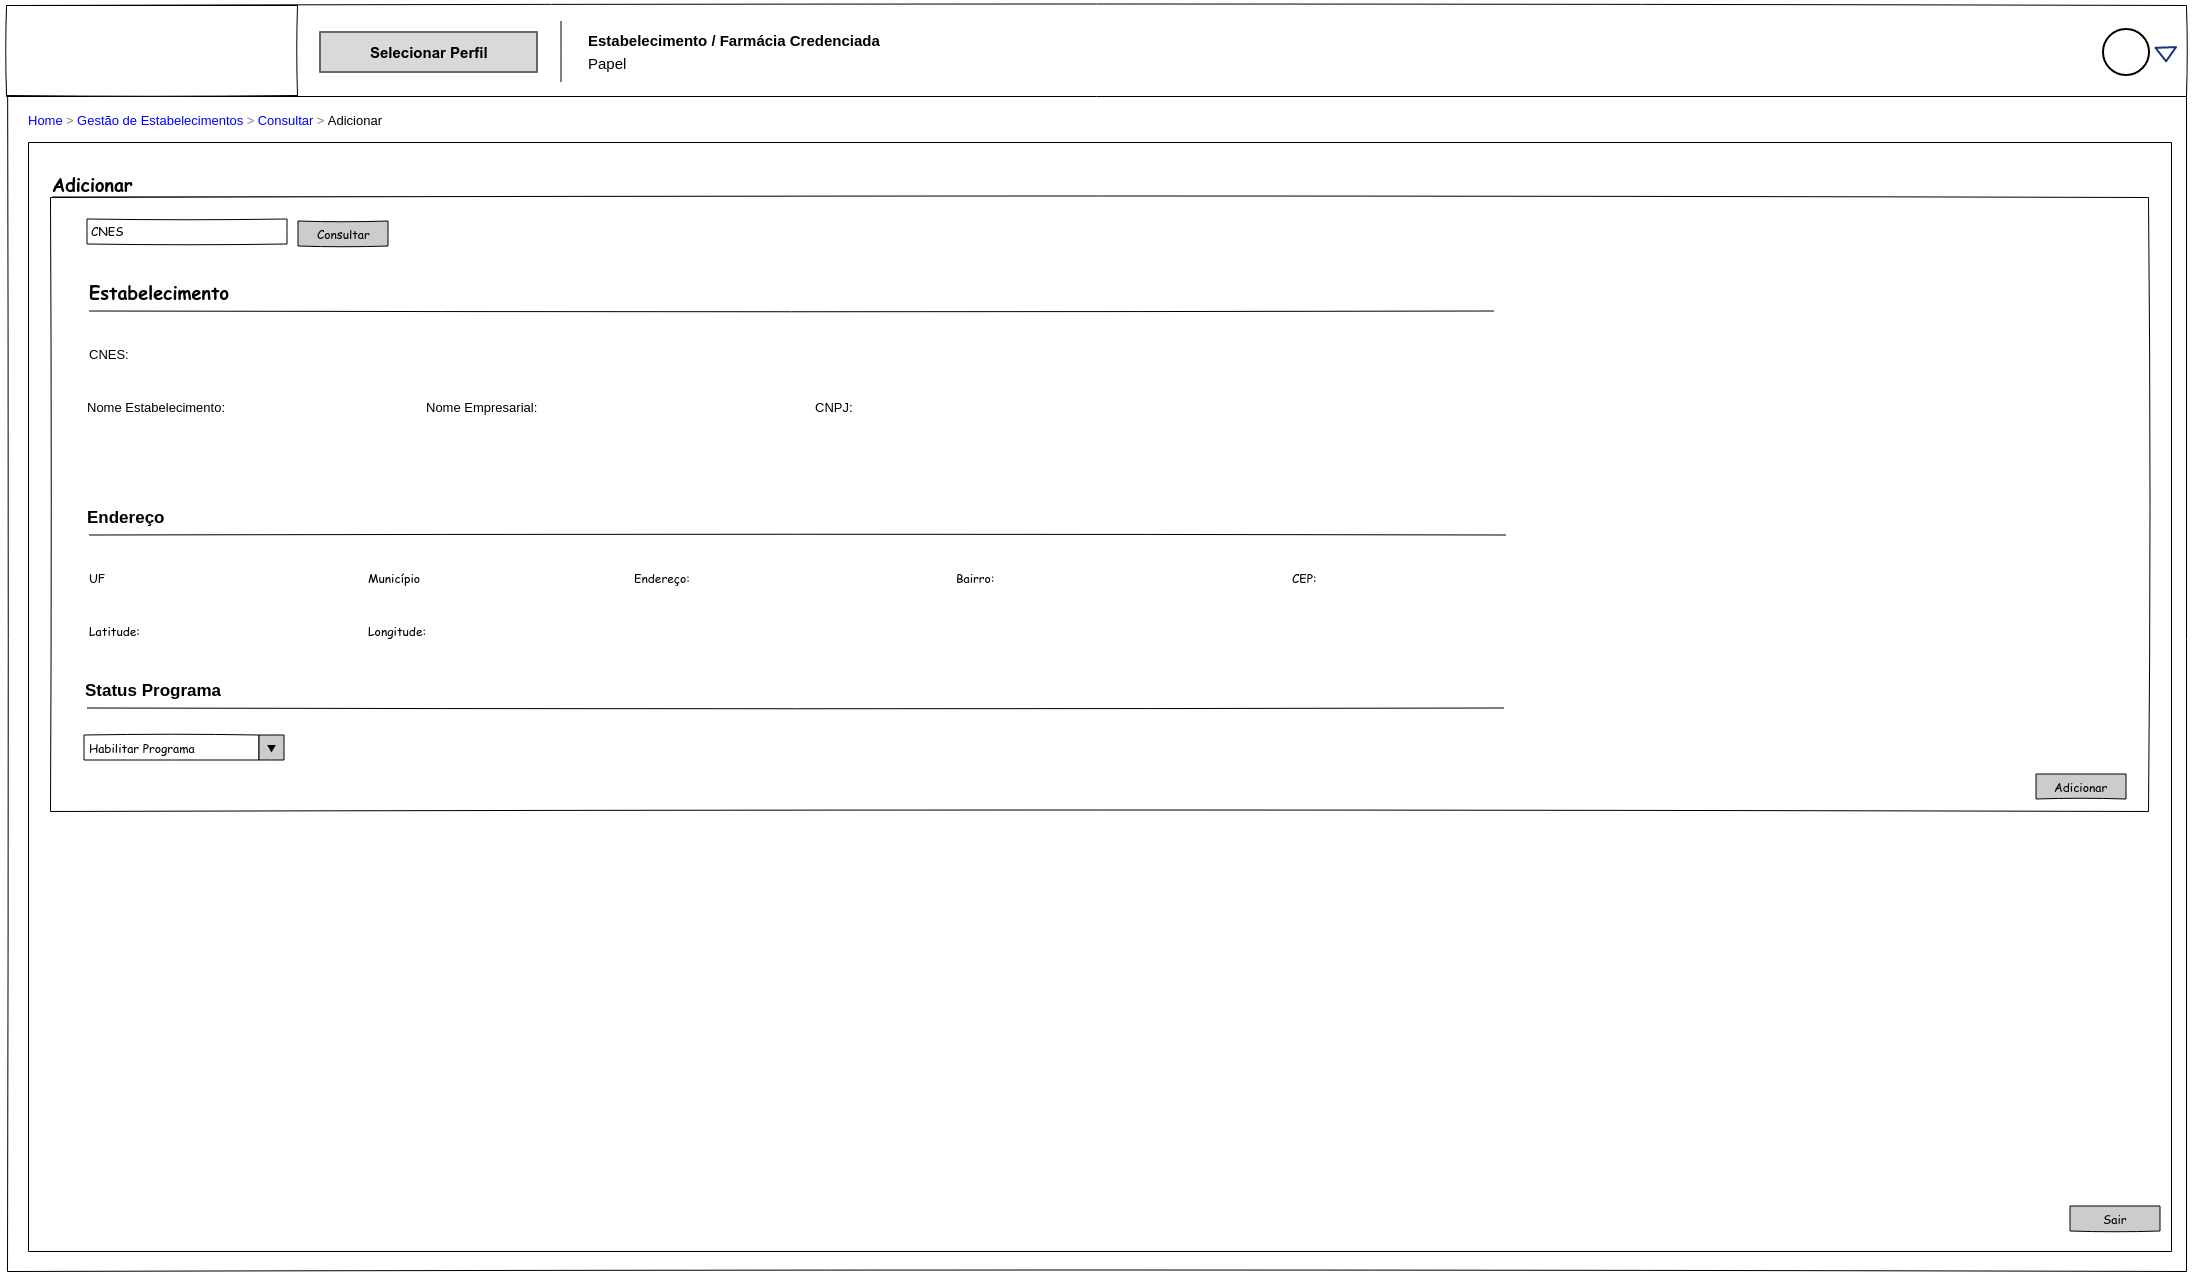 Selecionar Perfil
Estabelecimento / Farmácia Credenciada
Papel
Home > Gestão de Estabelecimentos > Consultar > Adicionar
Adicionar
CNES
Consultar
Estabelecimento
CNES:
Nome Estabelecimento: Nome Empresarial: CNPJ:
Endereço
UF Município Endereço: Bairro: CEP:
Latitude: Longitude:
Status Programa
Habilitar Programa
Adicionar
Sair